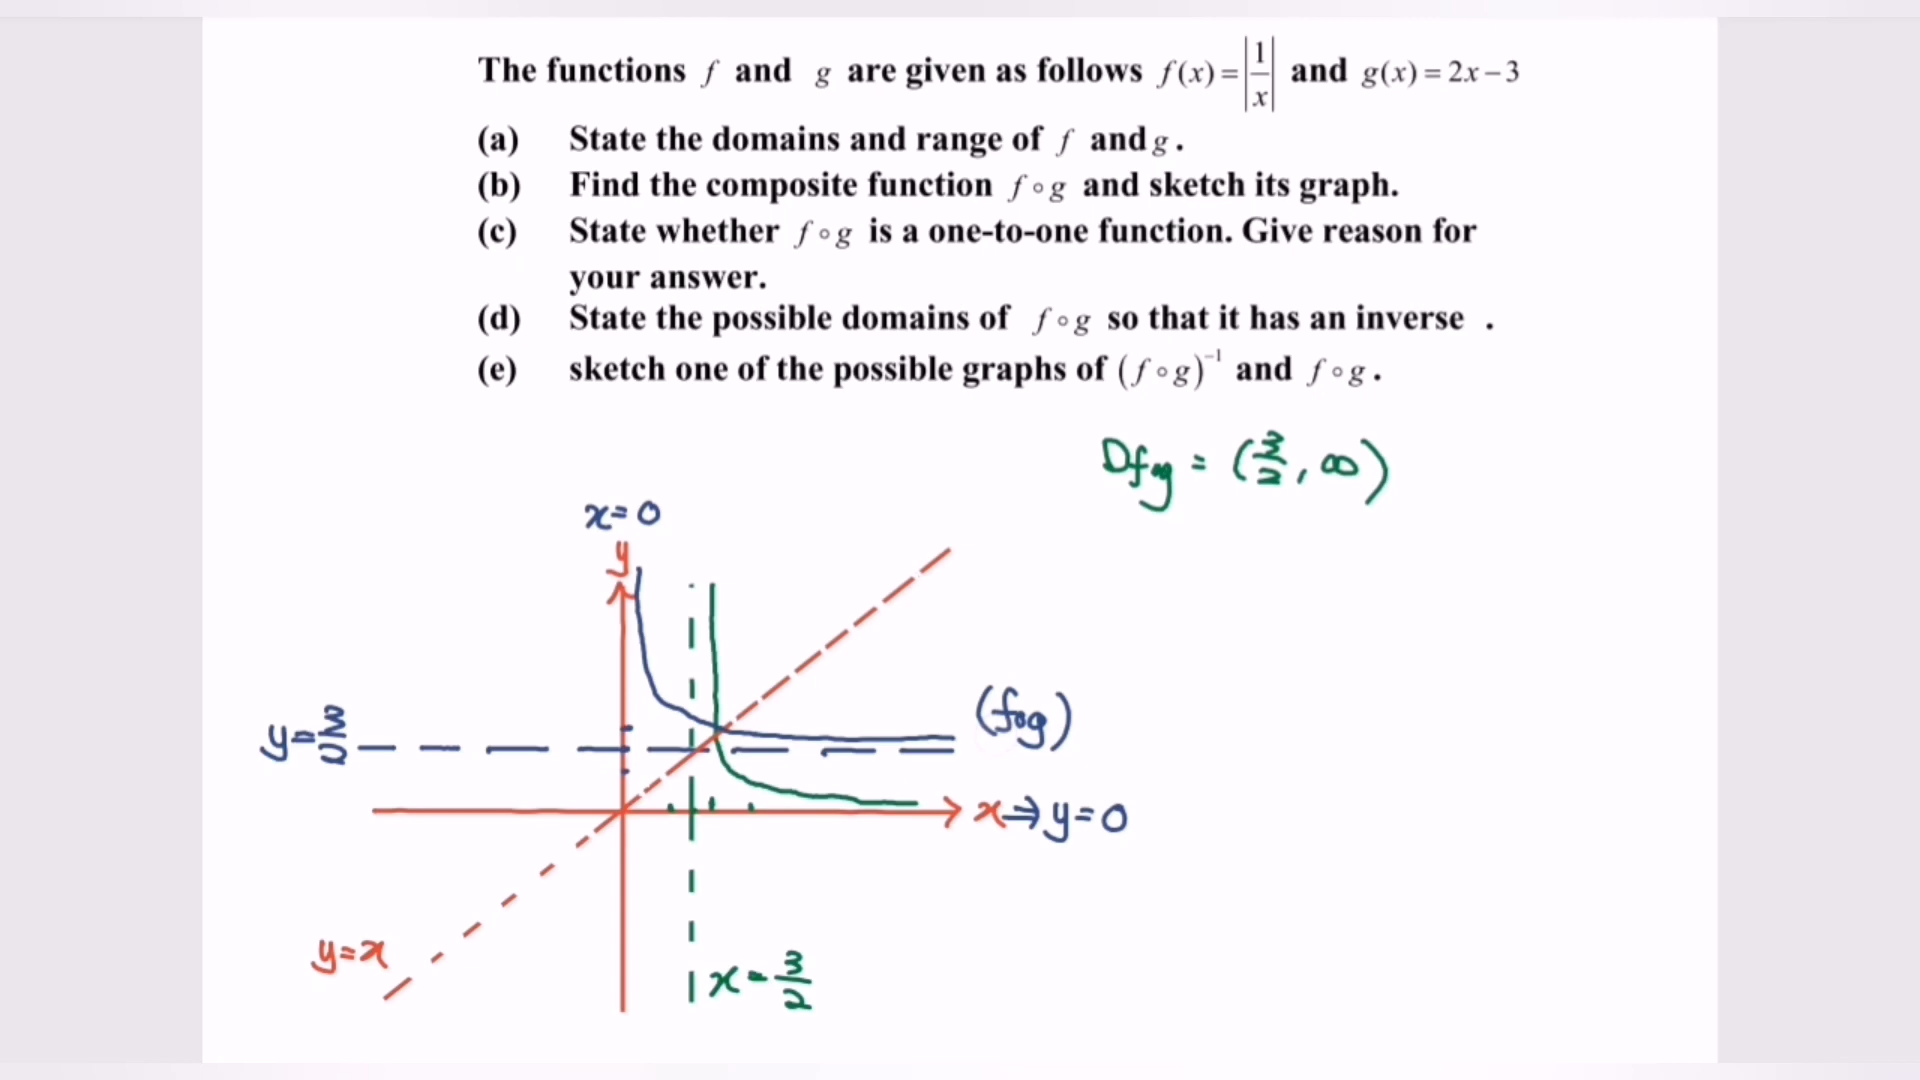 The functions f and g are given as follows f(x) = |1/x| and g(x) = 2x − 3
(a) State the domains and range of f and g.
(b) Find the composite function f∘g and sketch its graph.
(c) State whether f∘g is a one-to-one function. Give reason for
your answer.
(d) State the possible domains of f∘g so that it has an inverse .
(e) sketch one of the possible graphs of (f∘g)⁻¹ and f∘g.
Dfg = (3/2, ∞)
x=0
y
(fog)
y=3/2
x⇒y=0
y=x
x=3/2